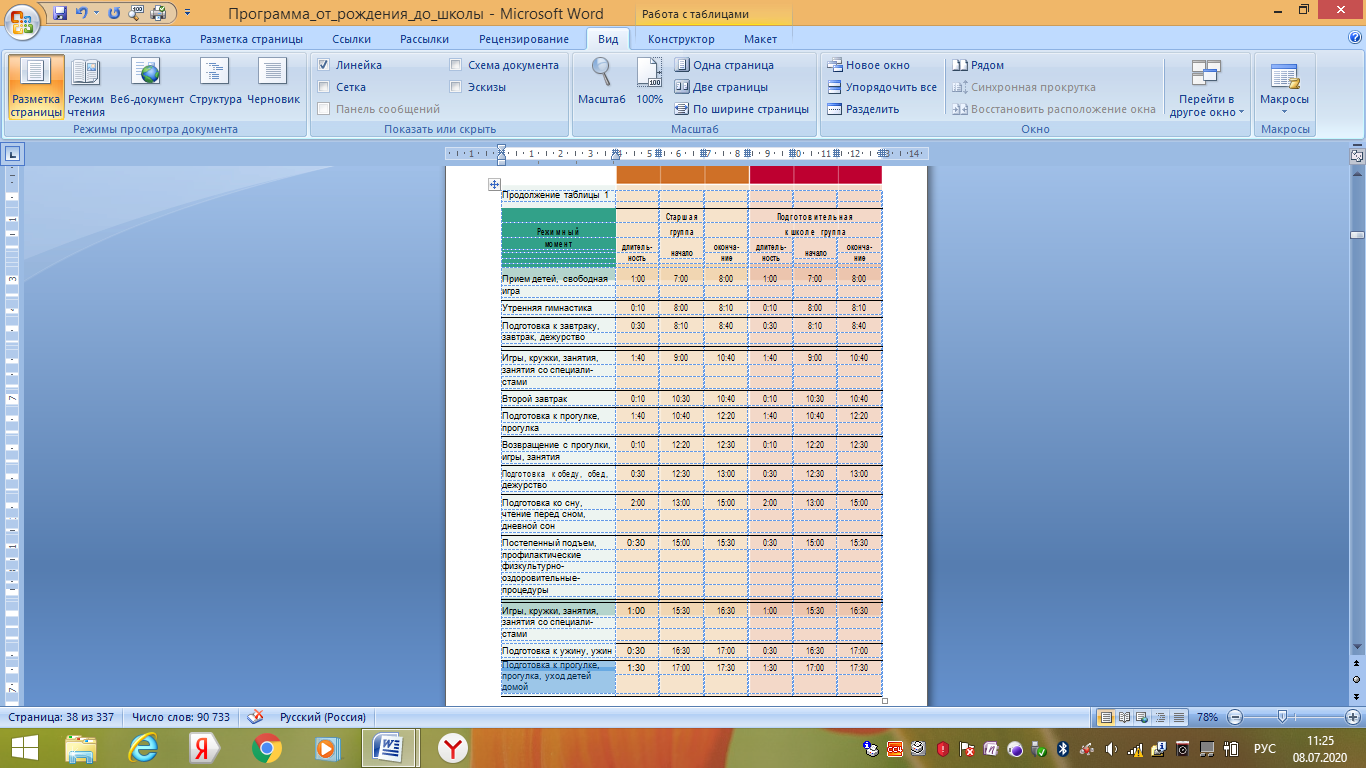 Программа_от_рождения_до_школы - Microsoft Word
Работа с таблицами
Главная Вставка Разметка страницы Ссылки Рассылки Рецензирование Вид Конструктор Макет
Разметка страницы
Режим чтения
Веб-документ
Структура
Черновик
Режимы просмотра документа
Линейка
Сетка
Панель сообщений
Схема документа
Эскизы
Показать или скрыть
Масштаб
100%
Одна страница
Две страницы
По ширине страницы
Масштаб
Новое окно
Упорядочить все
Разделить
Рядом
Синхронная прокрутка
Восстановить расположение окна
Перейти в другое окно
Окно
Макросы
Макросы
Продолжение таблицы 1
Старшая Подготовительная
Режимный группа к школе группа
момент
длитель- начало оконча- длитель- начало оконча-
ность ние ность ние
Прием детей, свободная 1:00 7:00 8:00 1:00 7:00 8:00
игра
Утренняя гимнастика 0:10 8:00 8:10 0:10 8:00 8:10
Подготовка к завтраку, 0:30 8:10 8:40 0:30 8:10 8:40
завтрак, дежурство
Игры, кружки, занятия, 1:40 9:00 10:40 1:40 9:00 10:40
занятия со специали-
стами
Второй завтрак 0:10 10:30 10:40 0:10 10:30 10:40
Подготовка к прогулке, 1:40 10:40 12:20 1:40 10:40 12:20
прогулка
Возвращение с прогулки, 0:10 12:20 12:30 0:10 12:20 12:30
игры, занятия
Подготовка к обеду, обед, 0:30 12:30 13:00 0:30 12:30 13:00
дежурство
Подготовка ко сну, 2:00 13:00 15:00 2:00 13:00 15:00
чтение перед сном,
дневной сон
Постепенный подъем, 0:30 15:00 15:30 0:30 15:00 15:30
профилактические
физкультурно-
оздоровительные-
процедуры
Игры, кружки, занятия, 1:00 15:30 16:30 1:00 15:30 16:30
занятия со специали-
стами
Подготовка к ужину, ужин 0:30 16:30 17:00 0:30 16:30 17:00
Подготовка к прогулке, 1:30 17:00 17:30 1:30 17:00 17:30
прогулка, уход детей
домой
Страница: 38 из 337 Число слов: 90 733 Русский (Россия) 78%
РУС
11:25
08.07.2020